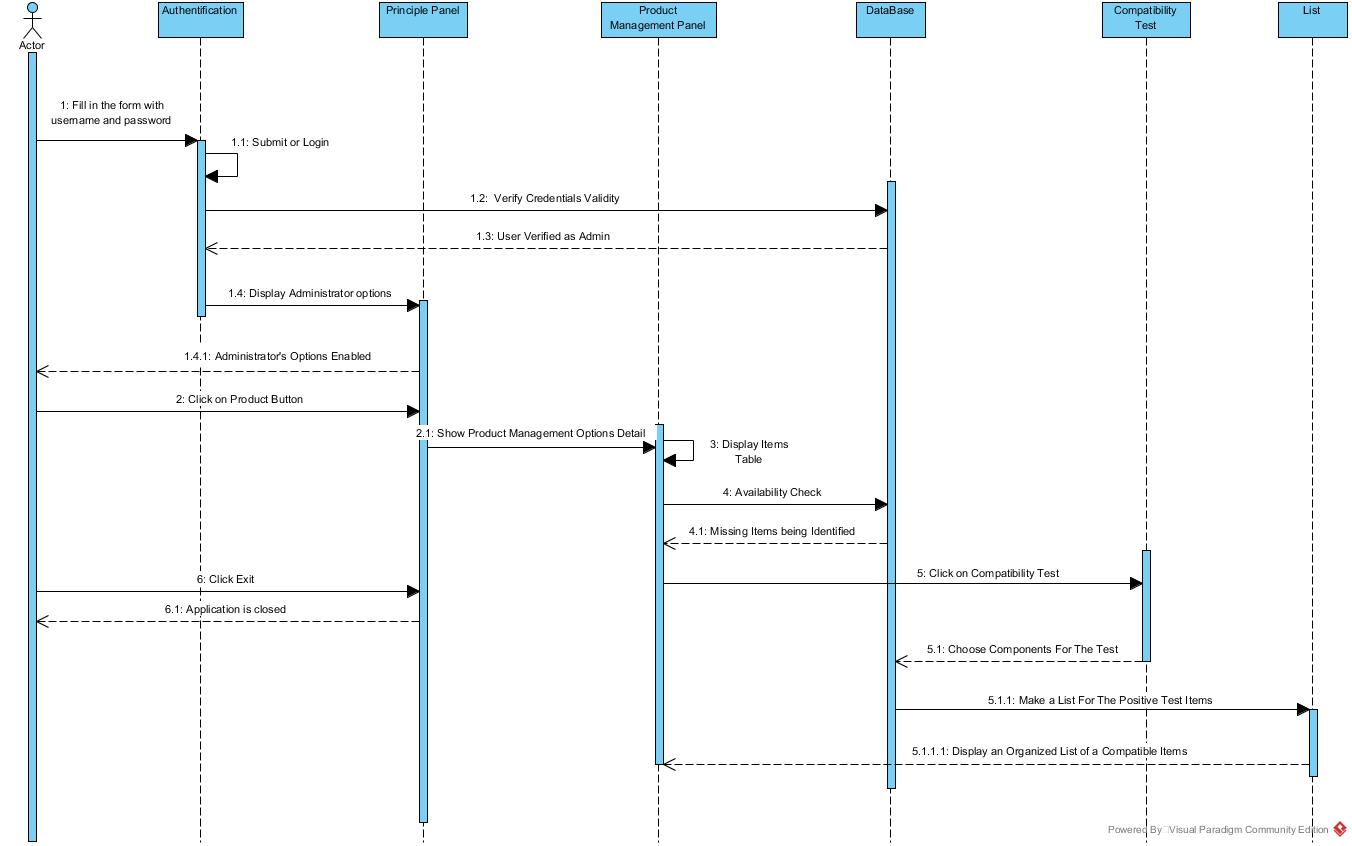 Actor
Authentification
Principle Panel
Product
Management Panel
DataBase
Compatibility
Test
List
1: Fill in the form with
username and password
1.1: Submit or Login
1.2: Verify Credentials Validity
1.3: User Verified as Admin
1.4: Display Administrator options
1.4.1: Administrator's Options Enabled
2: Click on Product Button
2.1: Show Product Management Options Detail
3: Display Items
Table
4: Availability Check
4.1: Missing Items being Identified
5: Click on Compatibility Test
6: Click Exit
6.1: Application is closed
5.1: Choose Components For The Test
5.1.1: Make a List For The Positive Test Items
5.1.1.1: Display an Organized List of a Compatible Items
Powered By Visual Paradigm Community Edition